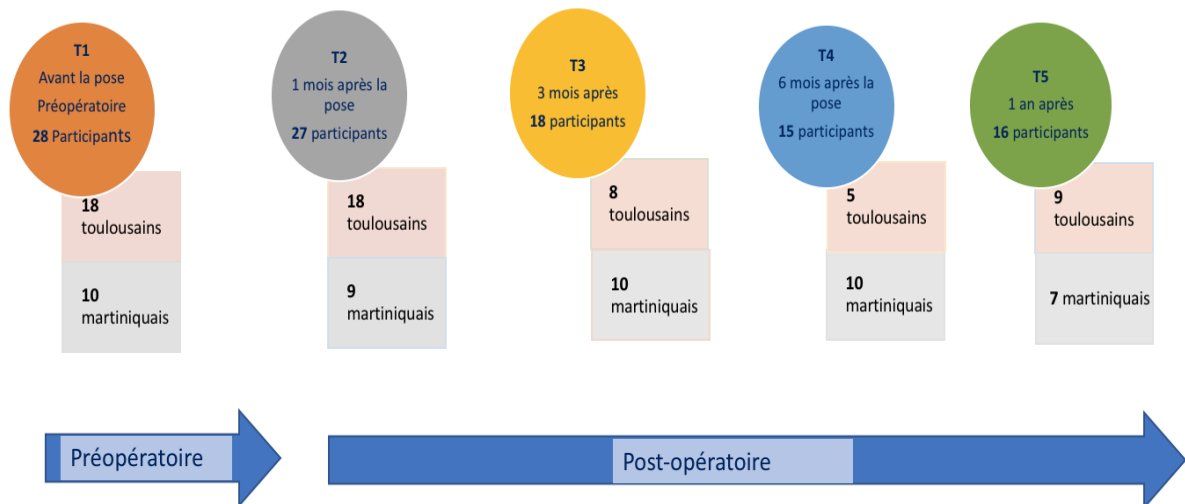 T1
Avant la pose
Préopératoire
28 Participants
18
toulousains
10
martiniquais
T2
1 mois après la
pose
27 participants
18
toulousains
9
martiniquais
T3
3 mois après
18 participants
8
toulousains
10
martiniquais
T4
6 mois après la
pose
15 participants
5
toulousains
10
martiniquais
T5
1 an après
16 participants
9
toulousains
7 martiniquais
Préopératoire
Post-opératoire